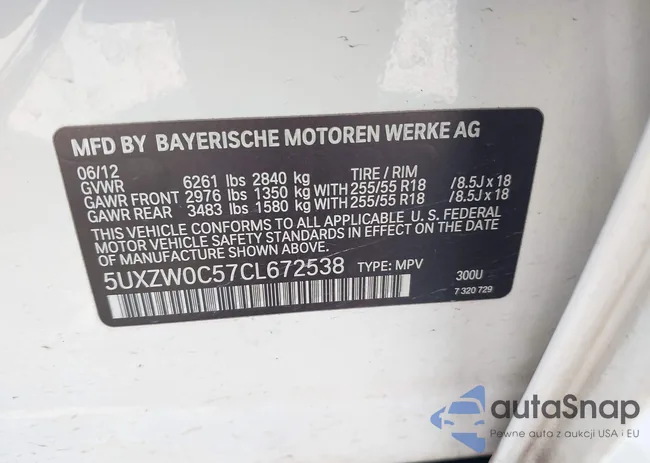 MFD BY BAYERISCHE MOTOREN WERKE AG
06/12 TIRE / RIM
GVWR 6261 lbs 2840 kg
GAWR FRONT 2976 lbs 1350 kg WITH 255/55 R18 /8.5J x 18
GAWR REAR 3483 lbs 1580 kg WITH 255/55 R18 /8.5J x 18
THIS VEHICLE CONFORMS TO ALL APPLICABLE U. S. FEDERAL
MOTOR VEHICLE SAFETY STANDARDS IN EFFECT ON THE DATE
OF MANUFACTURE SHOWN ABOVE.
5UXZW0C57CL672538 TYPE: MPV 300U
7 320 729
autaSnap
Pewne auta z aukcji USA i EU